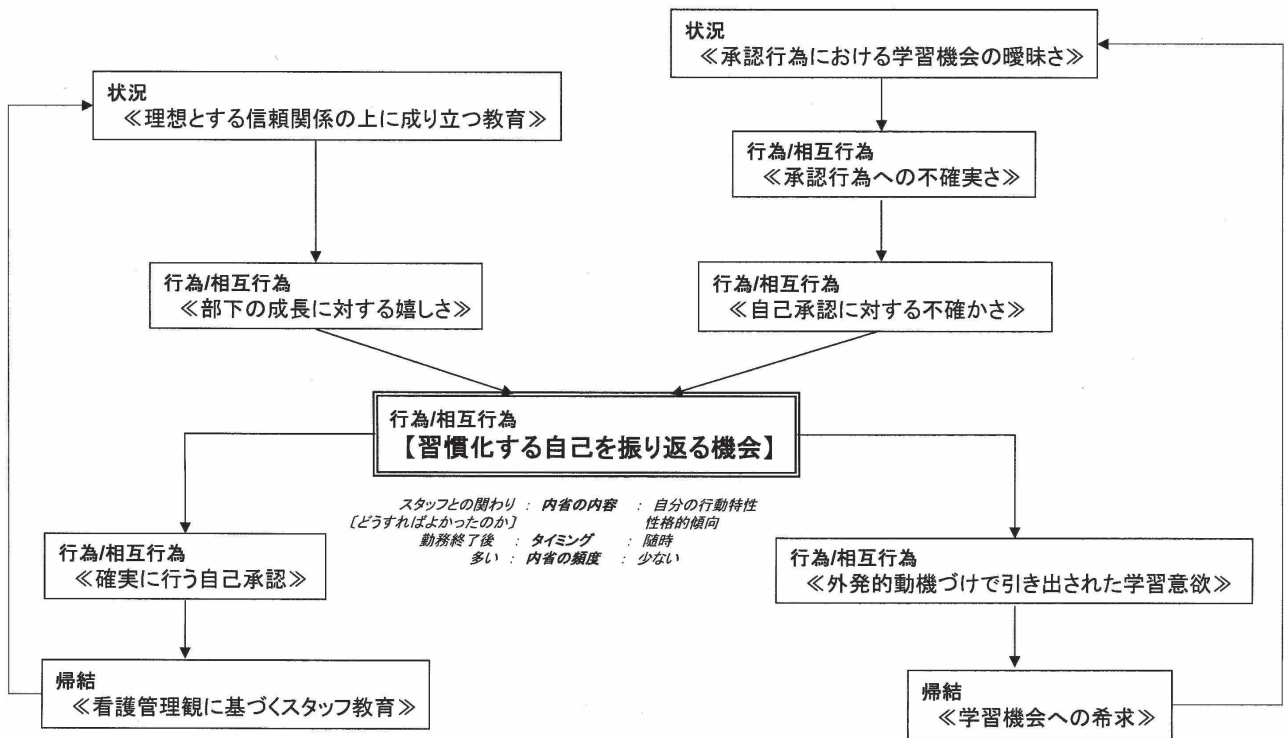 状況
≪承認行為における学習機会の曖昧さ≫
状況
≪理想とする信頼関係の上に成り立つ教育≫
行為/相互行為
≪承認行為への不確実さ≫
行為/相互行為
≪部下の成長に対する嬉しさ≫
行為/相互行為
≪自己承認に対する不確かさ≫
行為/相互行為
【習慣化する自己を振り返る機会】
スタッフとの関わり : 内省の内容 : 自分の行動特性
[どうすればよかったのか] 性格的傾向
勤務終了後 : タイミング : 随時
多い : 内省の頻度 : 少ない
行為/相互行為
≪確実に行う自己承認≫
行為/相互行為
≪外発的動機づけで引き出された学習意欲≫
帰結
≪看護管理観に基づくスタッフ教育≫
帰結
≪学習機会への希求≫